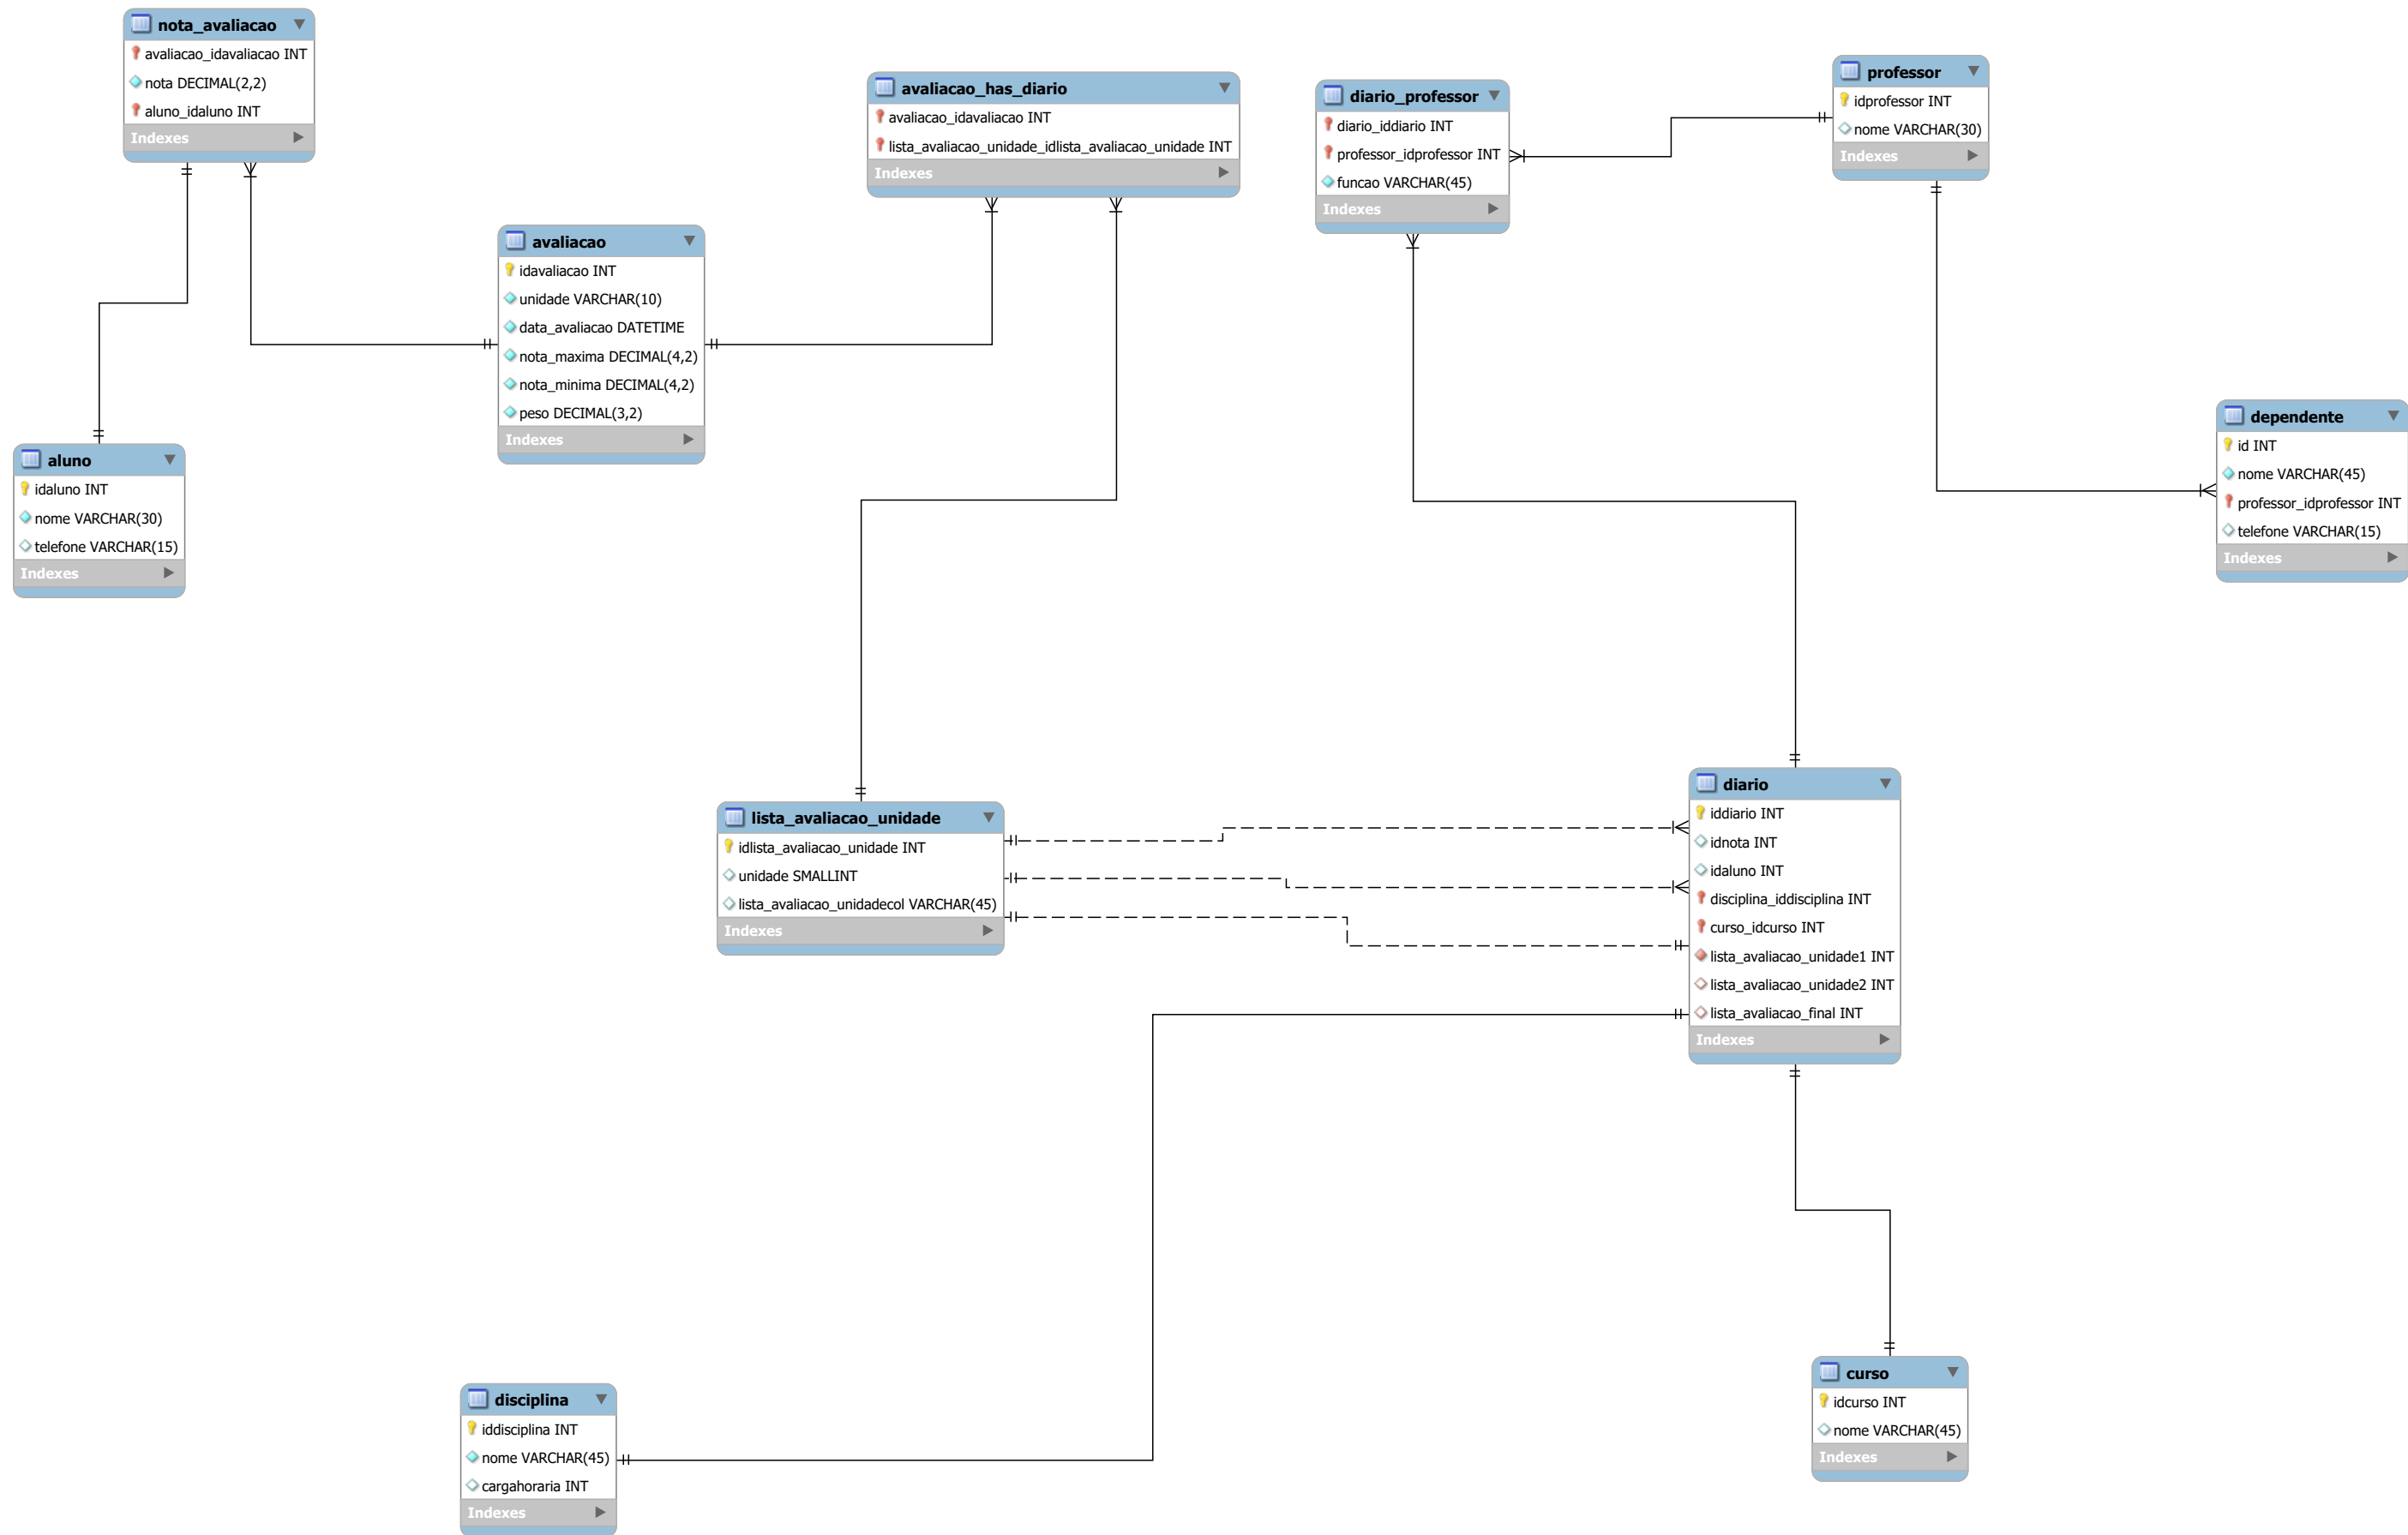 nota_avaliacao
avaliacao_idavaliacao INT
nota DECIMAL(2,2)
aluno_idaluno INT
Indexes
avaliacao_has_diario
avaliacao_idavaliacao INT
lista_avaliacao_unidade_idlista_avaliacao_unidade INT
Indexes
diario_professor
diario_iddiario INT
professor_idprofessor INT
funcao VARCHAR(45)
Indexes
professor
idprofessor INT
nome VARCHAR(30)
Indexes
avaliacao
idavaliacao INT
unidade VARCHAR(10)
data_avaliacao DATETIME
nota_maxima DECIMAL(4,2)
nota_minima DECIMAL(4,2)
peso DECIMAL(3,2)
Indexes
aluno
idaluno INT
nome VARCHAR(30)
telefone VARCHAR(15)
Indexes
dependente
id INT
nome VARCHAR(45)
professor_idprofessor INT
telefone VARCHAR(15)
Indexes
lista_avaliacao_unidade
idlista_avaliacao_unidade INT
unidade SMALLINT
lista_avaliacao_unidadecol VARCHAR(45)
Indexes
diario
iddiario INT
idnota INT
idaluno INT
disciplina_iddisciplina INT
curso_idcurso INT
lista_avaliacao_unidade1 INT
lista_avaliacao_unidade2 INT
lista_avaliacao_final INT
Indexes
disciplina
iddisciplina INT
nome VARCHAR(45)
cargahoraria INT
Indexes
curso
idcurso INT
nome VARCHAR(45)
Indexes